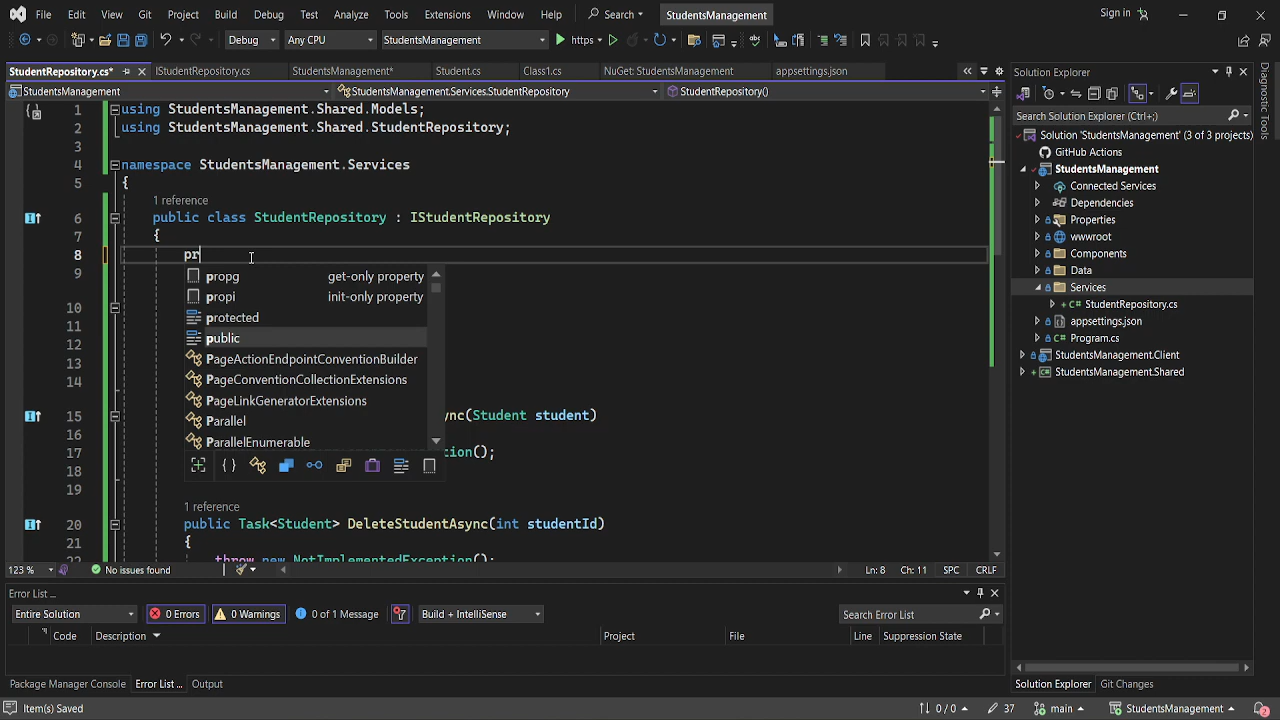 File Edit View Git Project Build Debug Test Analyze Tools Extensions Window Help Search StudentsManagement Sign in
Debug Any CPU StudentsManagement https
StudentRepository.cs* IStudentRepository.cs StudentsManagement* Student.cs Class1.cs NuGet: StudentsManagement appsettings.json
StudentsManagement StudentsManagement.Services.StudentRepository StudentRepository()
1 using StudentsManagement.Shared.Models;
2 using StudentsManagement.Shared.StudentRepository;
3
4 namespace StudentsManagement.Services
5 {
1 reference
6 public class StudentRepository : IStudentRepository
7 {
8 pr
9
propg get-only property
propi init-only property
protected
public
PageActionEndpointConventionBuilder
PageConventionCollectionExtensions
PageLinkGeneratorExtensions
Parallel
ParallelEnumerable
10
11
12
13
14
15 ync(Student student)
16
17 tion();
18
19
1 reference
20 public Task<Student> DeleteStudentAsync(int studentId)
21 {
22 throw new NotImplementedException();
123 % No issues found Ln: 8 Ch: 11 SPC CRLF
Error List ...
Entire Solution 0 Errors 0 Warnings 0 of 1 Message Build + IntelliSense Search Error List
Code Description Project File Line Suppression State
Package Manager Console Error List ... Output
Item(s) Saved 0 / 0 37 main StudentsManagement 2
Solution Explorer
Search Solution Explorer (Ctrl+;)
Solution 'StudentsManagement' (3 of 3 projects)
GitHub Actions
StudentsManagement
Connected Services
Dependencies
Properties
wwwroot
Components
Data
Services
StudentRepository.cs
appsettings.json
Program.cs
StudentsManagement.Client
StudentsManagement.Shared
Solution Explorer Git Changes
Diagnostic Tools